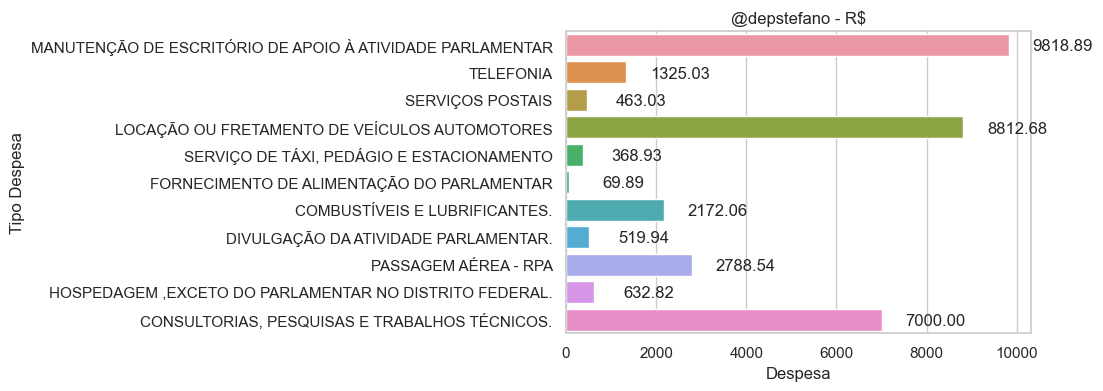 @depstefano - R$
MANUTENÇÃO DE ESCRITÓRIO DE APOIO À ATIVIDADE PARLAMENTAR 9818.89
TELEFONIA 1325.03
SERVIÇOS POSTAIS 463.03
LOCAÇÃO OU FRETAMENTO DE VEÍCULOS AUTOMOTORES 8812.68
SERVIÇO DE TÁXI, PEDÁGIO E ESTACIONAMENTO 368.93
FORNECIMENTO DE ALIMENTAÇÃO DO PARLAMENTAR 69.89
COMBUSTÍVEIS E LUBRIFICANTES. 2172.06
DIVULGAÇÃO DA ATIVIDADE PARLAMENTAR. 519.94
PASSAGEM AÉREA - RPA 2788.54
HOSPEDAGEM ,EXCETO DO PARLAMENTAR NO DISTRITO FEDERAL. 632.82
CONSULTORIAS, PESQUISAS E TRABALHOS TÉCNICOS. 7000.00
Tipo Despesa
0 2000 4000 6000 8000 10000
Despesa